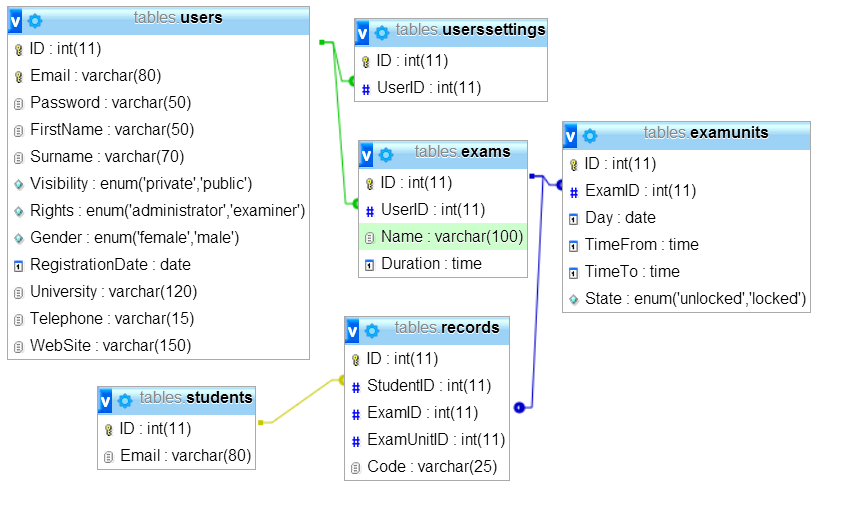 tables.users
ID : int(11)
Email : varchar(80)
Password : varchar(50)
FirstName : varchar(50)
Surname : varchar(70)
Visibility : enum('private','public')
Rights : enum('administrator','examiner')
Gender : enum('female','male')
RegistrationDate : date
University : varchar(120)
Telephone : varchar(15)
WebSite : varchar(150)
tables.userssettings
ID : int(11)
UserID : int(11)
tables.exams
ID : int(11)
UserID : int(11)
Name : varchar(100)
Duration : time
tables.examunits
ID : int(11)
ExamID : int(11)
Day : date
TimeFrom : time
TimeTo : time
State : enum('unlocked','locked')
tables.records
ID : int(11)
StudentID : int(11)
ExamID : int(11)
ExamUnitID : int(11)
Code : varchar(25)
tables.students
ID : int(11)
Email : varchar(80)